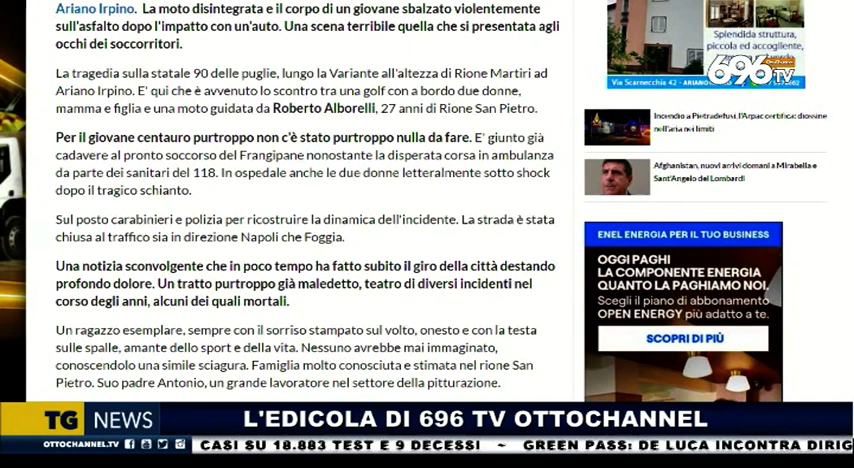 Ariano Irpino. La moto disintegrata e il corpo di un giovane sbalzato violentemente
sull'asfalto dopo l'impatto con un'auto. Una scena terribile quella che si presentata agli
occhi dei soccorritori.
La tragedia sulla statale 90 delle puglie, lungo la Variante all'altezza di Rione Martiri ad
Ariano Irpino. E' qui che è avvenuto lo scontro tra una golf con a bordo due donne,
mamma e figlia e una moto guidata da Roberto Alborelli, 27 anni di Rione San Pietro.
Per il giovane centauro purtroppo non c'è stato purtroppo nulla da fare. E' giunto già
cadavere al pronto soccorso del Frangipane nonostante la disperata corsa in ambulanza
da parte dei sanitari del 118. In ospedale anche le due donne letteralmente sotto shock
dopo il tragico schianto.
Sul posto carabinieri e polizia per ricostruire la dinamica dell'incidente. La strada è stata
chiusa al traffico sia in direzione Napoli che Foggia.
Una notizia sconvolgente che in poco tempo ha fatto subito il giro della città destando
profondo dolore. Un tratto purtroppo già maledetto, teatro di diversi incidenti nel
corso degli anni, alcuni dei quali mortali.
Un ragazzo esemplare, sempre con il sorriso stampato sul volto, onesto e con la testa
sulle spalle, amante dello sport e della vita. Nessuno avrebbe mai immaginato,
conoscendolo una simile sciagura. Famiglia molto conosciuta e stimata nel rione San
Pietro. Suo padre Antonio, un grande lavoratore nel settore della pitturazione.
Splendida struttura,
piccola ed accogliente,
696 TV
Via Scarnecchia 42 -
Incendio a Pietradefusi, l'Arpac certifica: diossine
nell'aria nei limiti
Afghanistan, nuovi arrivi domani a Mirabella e
Sant'Angelo dei Lombardi
ENEL ENERGIA PER IL TUO BUSINESS
OGGI PAGHI
LA COMPONENTE ENERGIA
QUANTO LA PAGHIAMO NOI.
Scegli il piano di abbonamento
OPEN ENERGY più adatto a te.
SCOPRI DI PIÙ
TG NEWS
L'EDICOLA DI 696 TV OTTOCHANNEL
OTTOCHANNEL.TV
CASI SU 18.883 TEST E 9 DECESSI ~ GREEN PASS: DE LUCA INCONTRA DIRIG